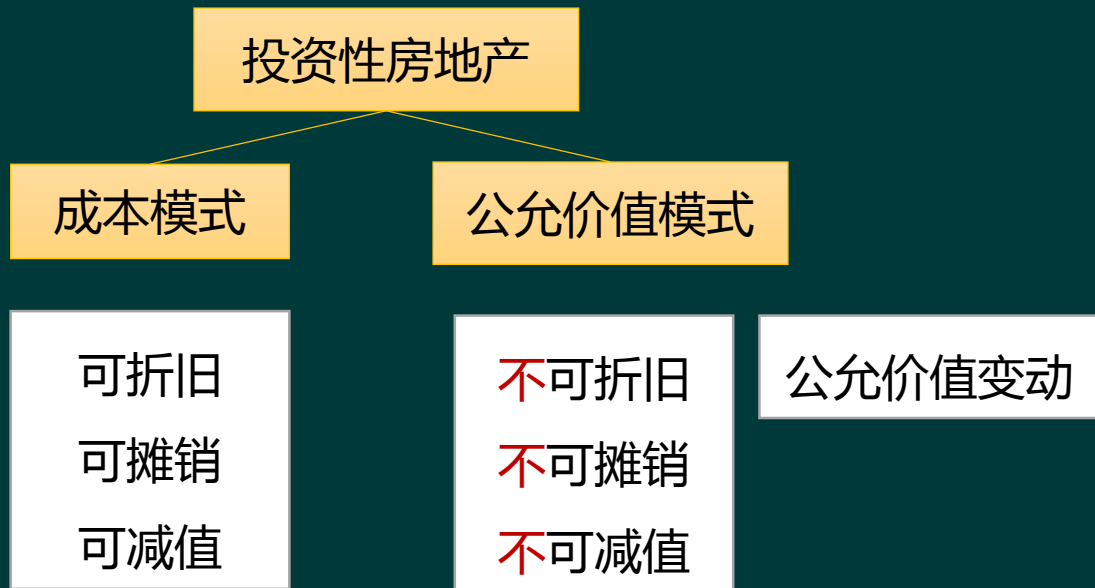 投资性房地产
成本模式
公允价值模式
可折旧
可摊销
可减值
不可折旧
不可摊销
不可减值
公允价值变动